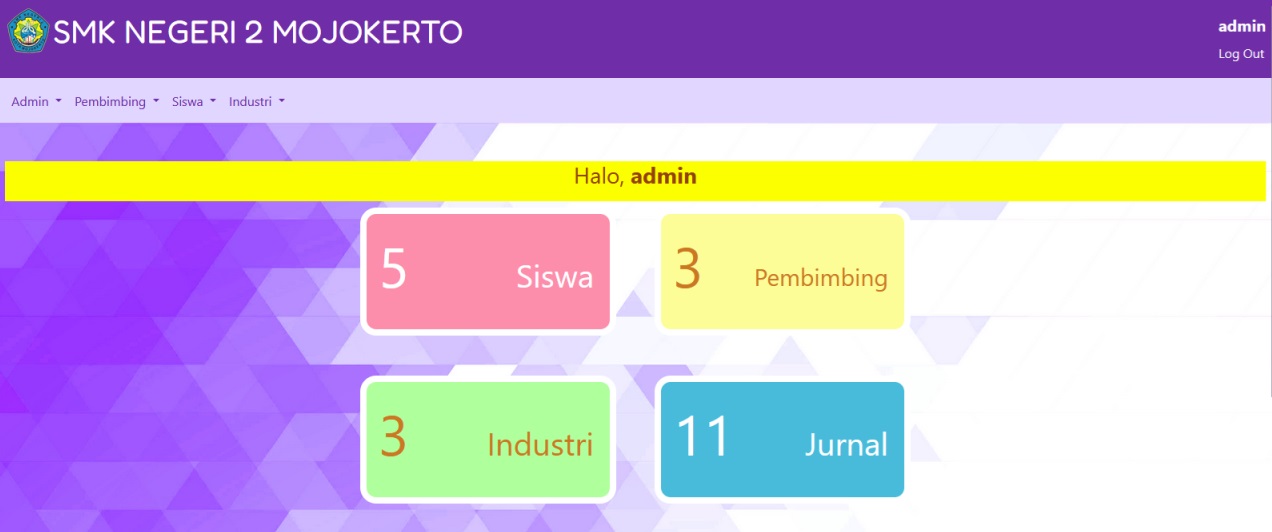 SMK NEGERI 2 MOJOKERTO
admin
Log Out
Admin Pembimbing Siswa Industri
Halo, admin
5 Siswa
3 Pembimbing
3 Industri
11 Jurnal